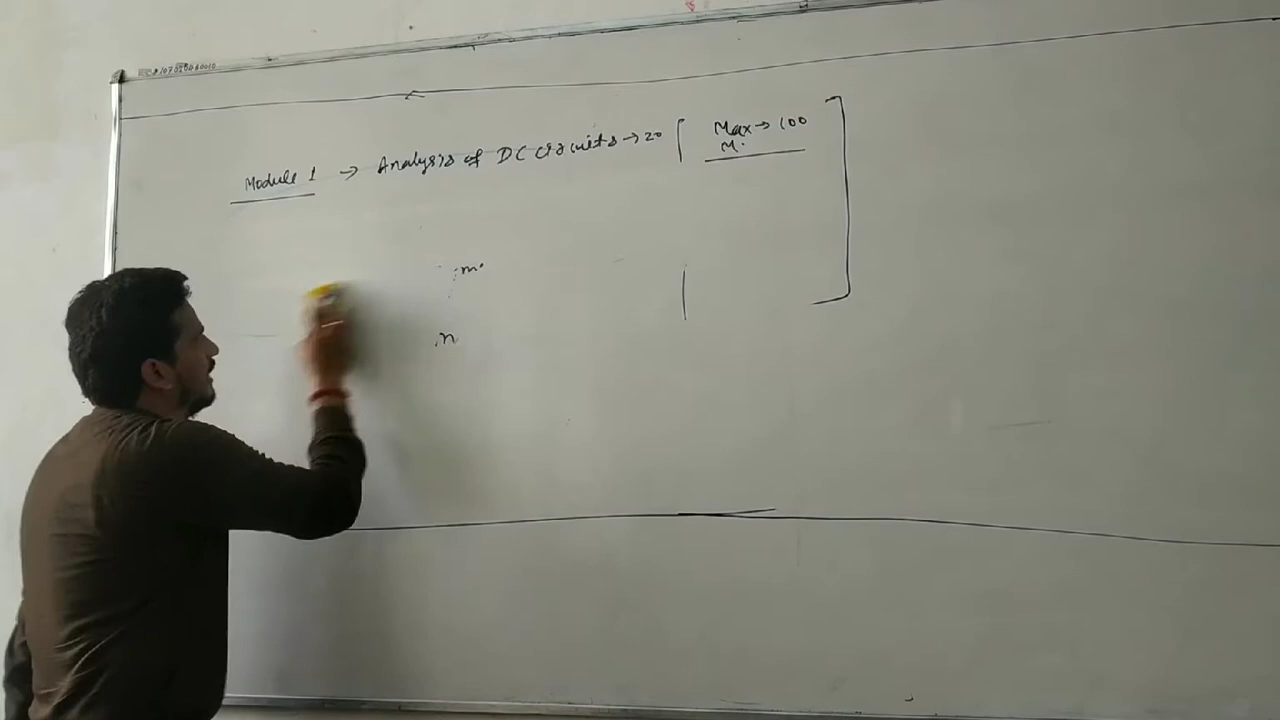 Module 1 → Analysis of DC circuits → 20 [ Max → 100
M.
m
n